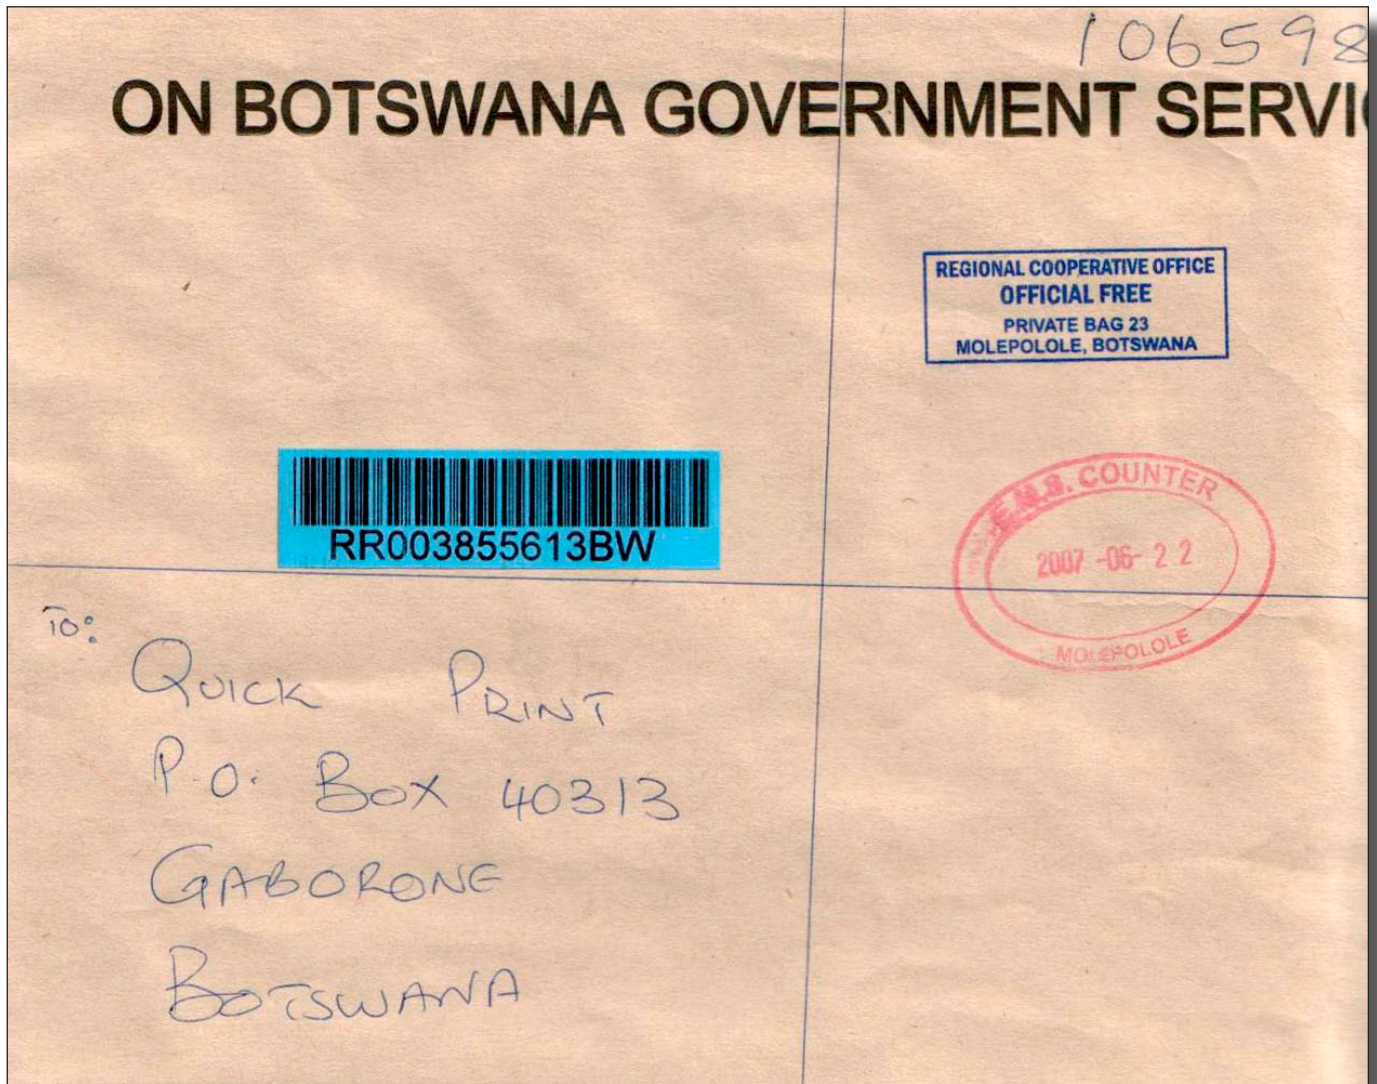 106598
ON BOTSWANA GOVERNMENT SERVI
REGIONAL COOPERATIVE OFFICE
OFFICIAL FREE
PRIVATE BAG 23
MOLEPOLOLE, BOTSWANA
RR003855613BW
E.M.S. COUNTER
2007 -06- 2 2
MOLEPOLOLE
TO:
QUICK PRINT
P.O. BOX 40313
GABORONE
BOTSWANA